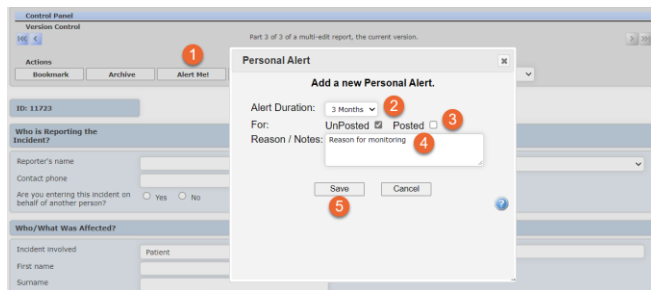 Control Panel
Version Control
Part 3 of 3 of a multi-edit report, the current version.
Actions
1
Bookmark Archive Alert Me!
Personal Alert
Add a new Personal Alert.
Alert Duration: 3 Months 2
For: UnPosted Posted 3
Reason / Notes: Reason for monitoring 4
Save Cancel
5
ID: 11723
Who is Reporting the
Incident?
Reporter's name
Contact phone
Are you entering this incident on
behalf of another person?
Yes No
Who/What Was Affected?
Incident involved Patient
First name
Surname